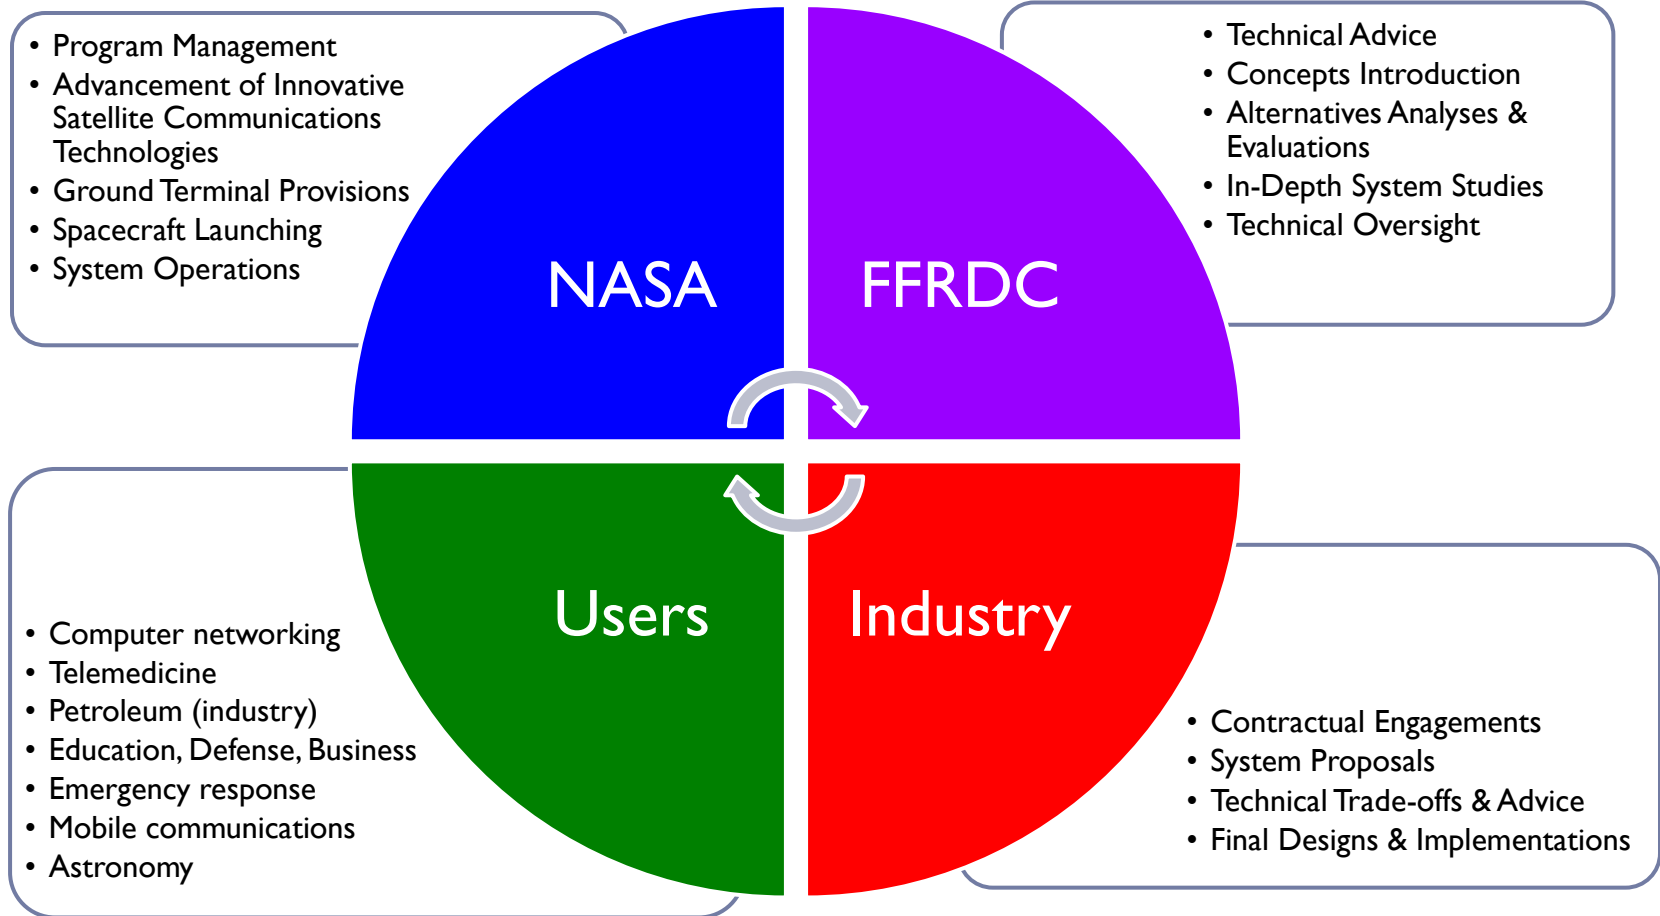 • Program Management
• Advancement of Innovative
Satellite Communications
Technologies
• Ground Terminal Provisions
• Spacecraft Launching
• System Operations
• Technical Advice
• Concepts Introduction
• Alternatives Analyses &
Evaluations
• In-Depth System Studies
• Technical Oversight
NASA
FFRDC
Users
Industry
• Computer networking
• Telemedicine
• Petroleum (industry)
• Education, Defense, Business
• Emergency response
• Mobile communications
• Astronomy
• Contractual Engagements
• System Proposals
• Technical Trade-offs & Advice
• Final Designs & Implementations